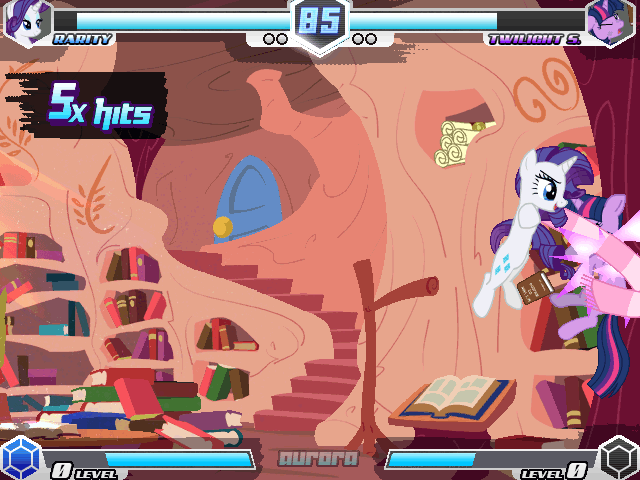 85
RARITY
TWILIGHT S.
5x hits
0 LEVEL
aurora
LEVEL 0